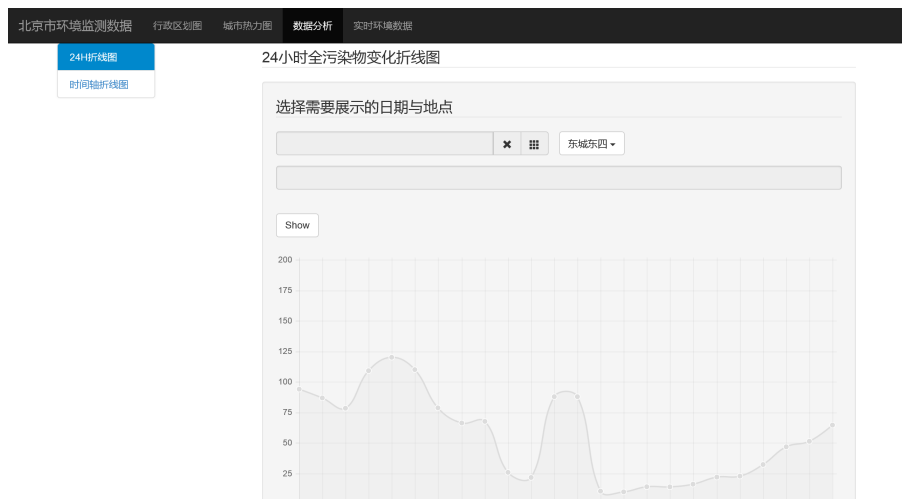 北京市环境监测数据 行政区划图 城市热力图 数据分析 实时环境数据
24H折线图
时间轴折线图
24小时全污染物变化折线图
选择需要展示的日期与地点
东城东四
Show
200
175
150
125
100
75
50
25